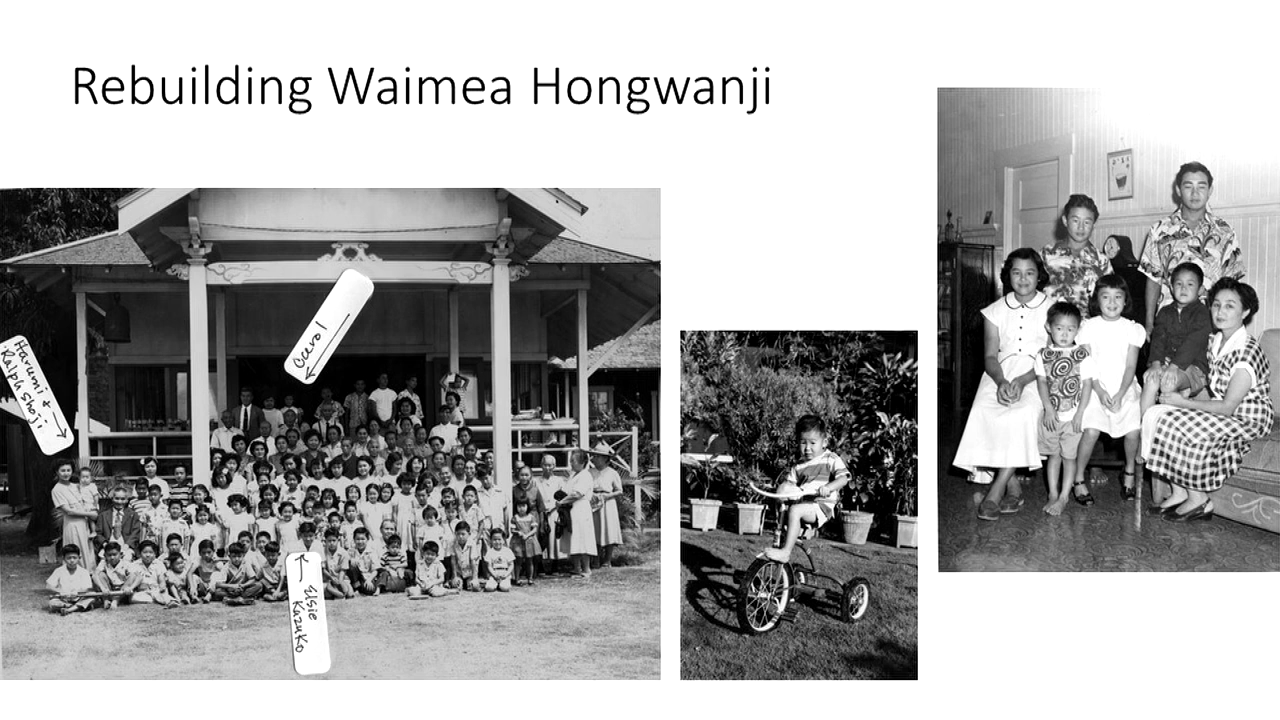 Rebuilding Waimea Hongwanji
Carol
Harumi +
Ralph Shoji
Elsie
Kazuko